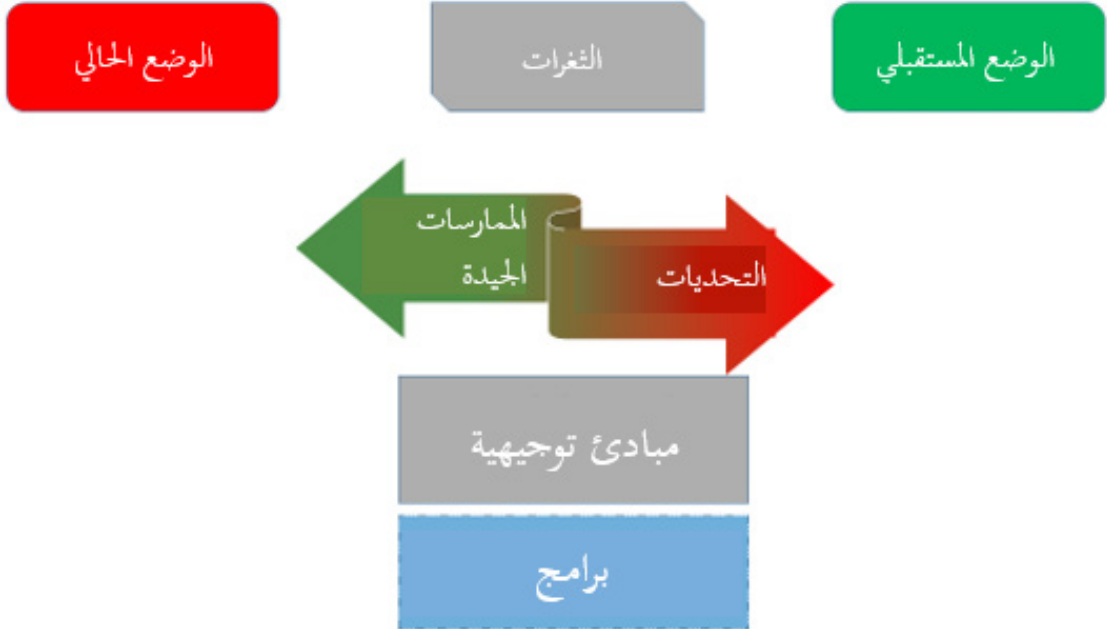 الوضع المستقبلي
الثغرات
الوضع الحالي
الممارسات
الجيدة
التحديات
مبادئ توجيهية
برامج